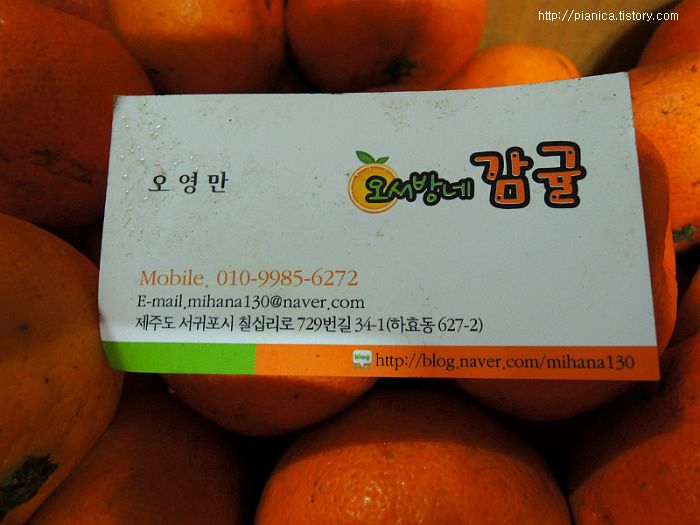 http://pianica.tistory.com
오영만
오서방네 감귤
Mobile. 010-9985-6272
E-mail.mihana130@naver.com
제주도 서귀포시 칠십리로 729번길 34-1(하효동 627-2)
blog http://blog.naver.com/mihana130